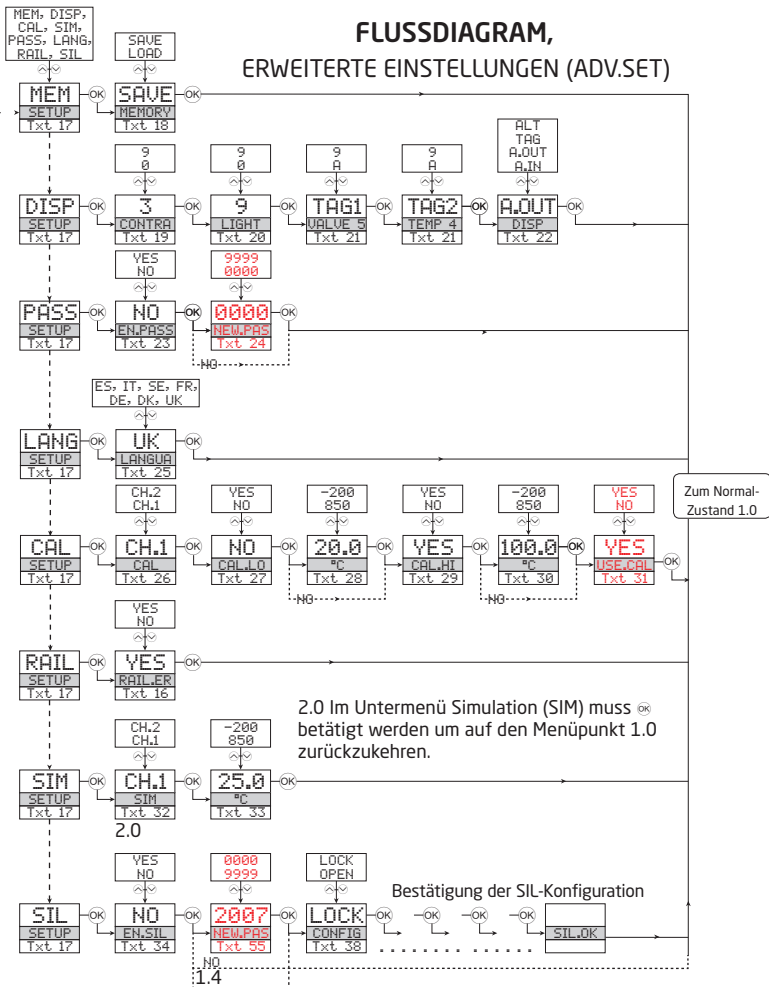 FLUSSDIAGRAM,
ERWEITERTE EINSTELLUNGEN (ADV.SET)
MEM, DISP,
CAL, SIM,
PASS, LANG,
RAIL, SIL
SAVE
LOAD
MEM OK SAVE OK
SETUP MEMORY
Txt 17 Txt 18
9 9 9 9 ALT
0 0 A A TAG
A.OUT
A.IN
DISP OK 3 OK 9 OK TAG1 OK TAG2 OK A.OUT OK
SETUP CONTRA LIGHT VALVE 5 TEMP 4 DISP
Txt 17 Txt 19 Txt 20 Txt 21 Txt 21 Txt 22
YES 9999
NO 0000
PASS OK NO OK 0000 OK
SETUP EN.PASS NEW.PAS
Txt 17 Txt 23 Txt 24
NO
ES, IT, SE, FR,
DE, DK, UK
LANG OK UK OK
SETUP LANGUA
Txt 17 Txt 25
Zum Normal-
Zustand 1.0
CH.2 YES -200 YES -200 YES
CH.1 NO 850 NO 850 NO
CAL OK CH.1 OK NO OK 20.0 OK YES OK 100.0 OK YES OK
SETUP CAL CAL.LO °C CAL.HI °C USE.CAL
Txt 17 Txt 26 Txt 27 Txt 28 Txt 29 Txt 30 Txt 31
NO NO
YES
NO
RAIL OK YES OK
SETUP RAIL.ER
Txt 17 Txt 16
2.0 Im Untermenü Simulation (SIM) muss OK
betätigt werden um auf den Menüpunkt 1.0
zurückzukehren.
CH.2 -200
CH.1 850
SIM OK CH.1 OK 25.0 OK
SETUP SIM °C
Txt 17 Txt 32 Txt 33
2.0
YES 0000 LOCK
NO 9999 OPEN
Bestätigung der SIL-Konfiguration
SIL OK NO OK 2007 OK LOCK OK OK OK OK
SETUP EN.SIL NEW.PAS CONFIG SIL.OK
Txt 17 Txt 34 Txt 55 Txt 38 . . . . . . . . . . . . .
NO
1.4